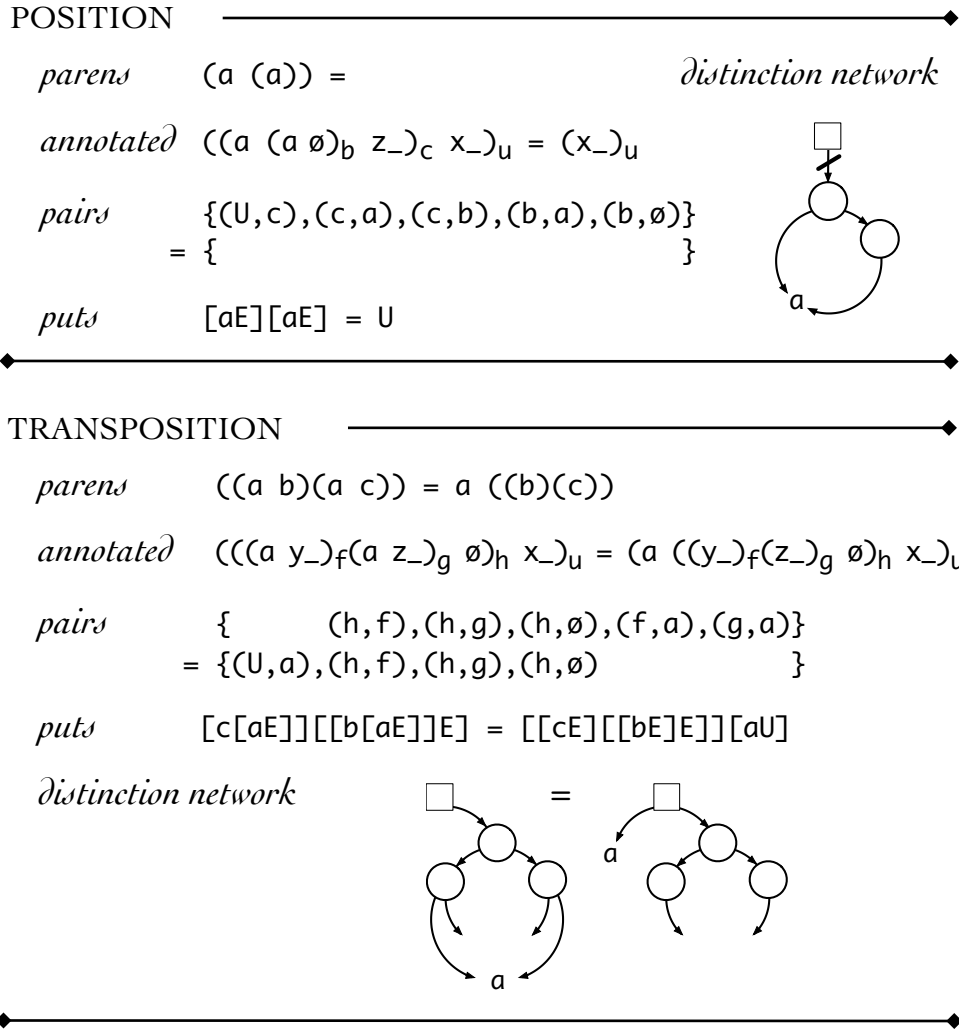 POSITION
parens (a (a)) =
distinction network
annotated ((a (a ø)b z_)c x_)u = (x_)u
pairs {(U,c),(c,a),(c,b),(b,a),(b,ø)}
= { }
a
puts [aE][aE] = U
TRANSPOSITION
parens ((a b)(a c)) = a ((b)(c))
annotated (((a y_)f(a z_)g ø)h x_)u = (a ((y_)f(z_)g ø)h x_)u
pairs { (h,f),(h,g),(h,ø),(f,a),(g,a)}
= {(U,a),(h,f),(h,g),(h,ø) }
puts [c[aE]][[b[aE]]E] = [[cE][[bE]E]][aU]
distinction network =
a
a